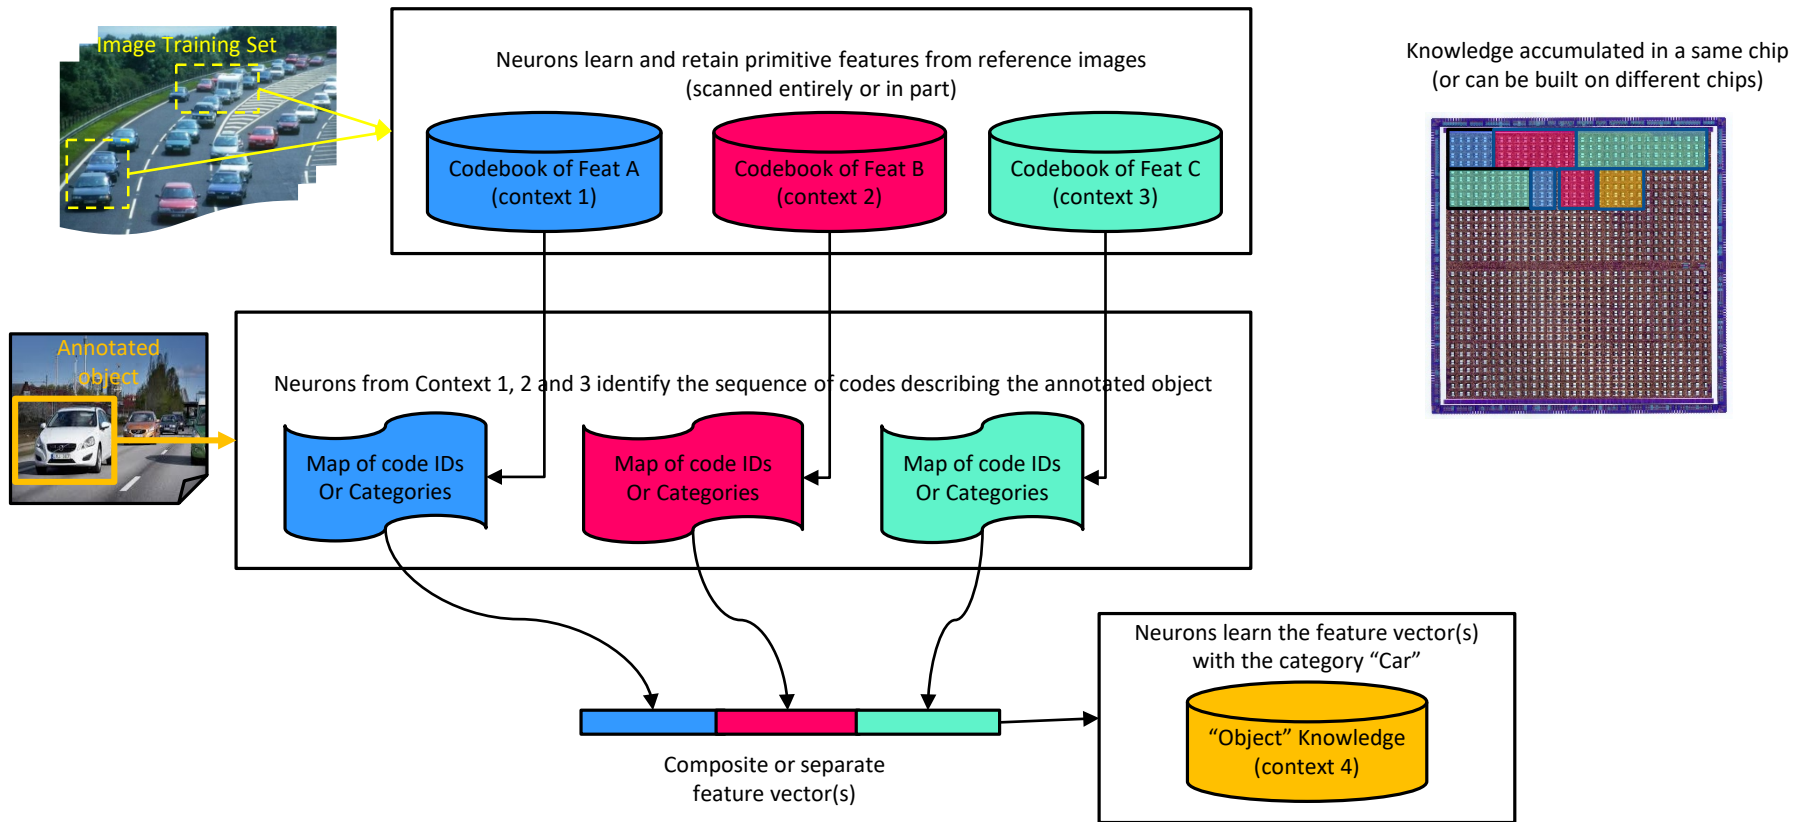 Image Training Set
Neurons learn and retain primitive features from reference images
(scanned entirely or in part)
Codebook of Feat A
(context 1)
Codebook of Feat B
(context 2)
Codebook of Feat C
(context 3)
Knowledge accumulated in a same chip
(or can be built on different chips)
Annotated
object
Neurons from Context 1, 2 and 3 identify the sequence of codes describing the annotated object
Map of code IDs
Or Categories
Map of code IDs
Or Categories
Map of code IDs
Or Categories
Composite or separate
feature vector(s)
Neurons learn the feature vector(s)
with the category “Car”
“Object” Knowledge
(context 4)